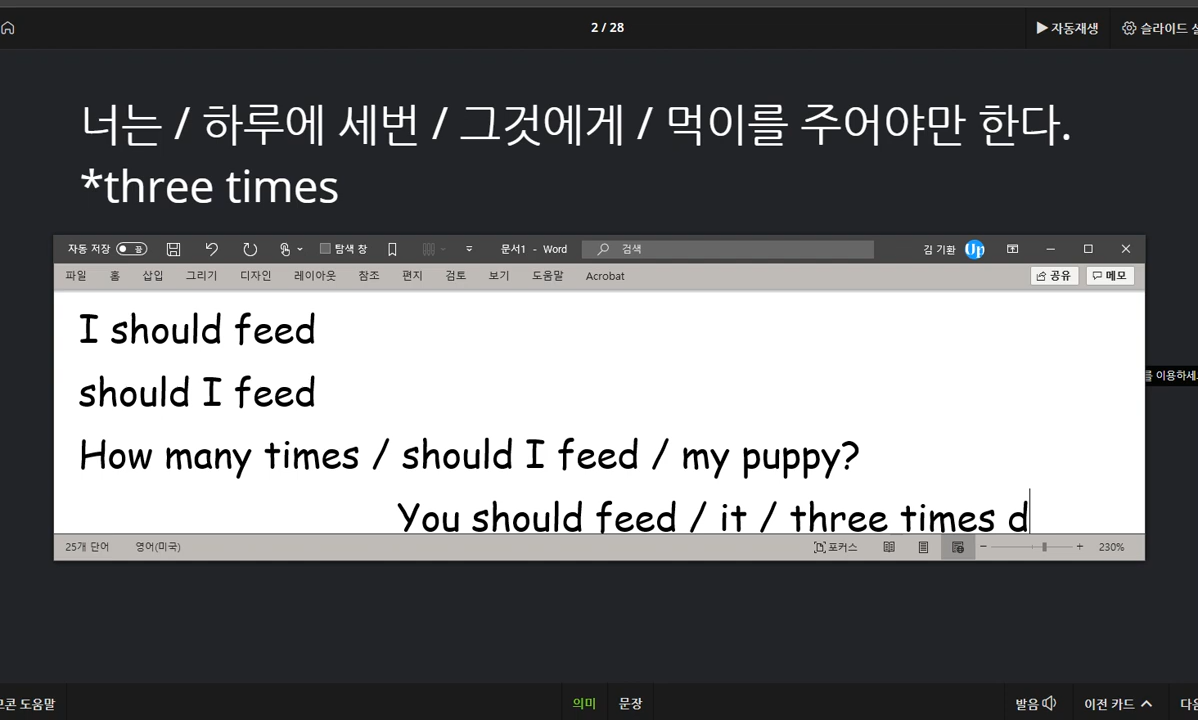 2 / 28
자동재생
슬라이드
너는 / 하루에 세번 / 그것에게 / 먹이를 주어야만 한다.
*three times
자동 저장 끔 탐색 창 문서1 - Word 검색 김 기환 Up
파일 홈 삽입 그리기 디자인 레이아웃 참조 편지 검토 보기 도움말 Acrobat 공유 메모
I should feed
should I feed
를 이용하세
How many times / should I feed / my puppy?
You should feed / it / three times d
25개 단어 영어(미국) 포커스 - + 230%
도움말 의미 문장 발음 이전 카드